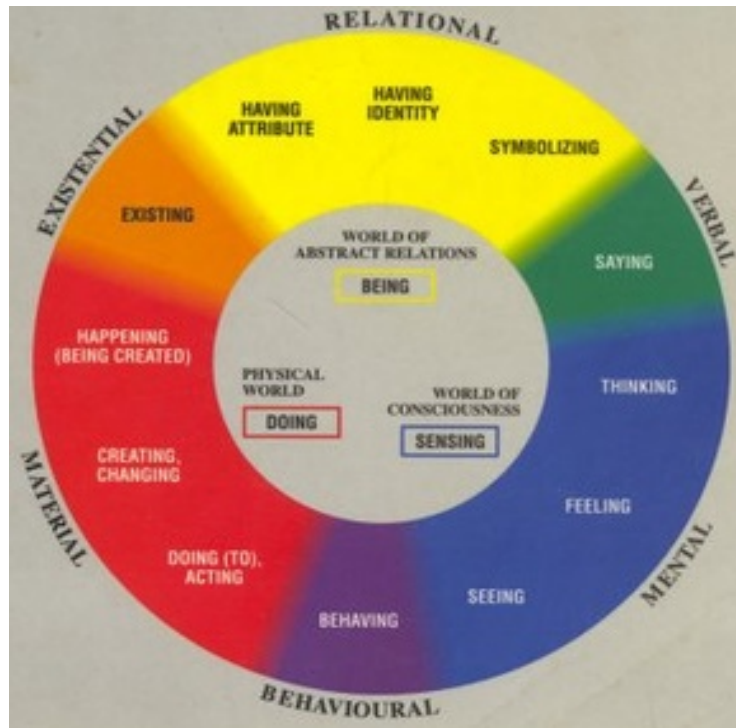 RELATIONAL
HAVING
ATTRIBUTE
HAVING
IDENTITY
SYMBOLIZING
EXISTENTIAL
EXISTING
VERBAL
SAYING
WORLD OF
ABSTRACT RELATIONS
BEING
HAPPENING
(BEING CREATED)
PHYSICAL
WORLD
DOING
WORLD OF
CONSCIOUSNESS
SENSING
THINKING
CREATING,
CHANGING
MATERIAL
FEELING
MENTAL
DOING (TO),
ACTING
BEHAVING
SEEING
BEHAVIOURAL